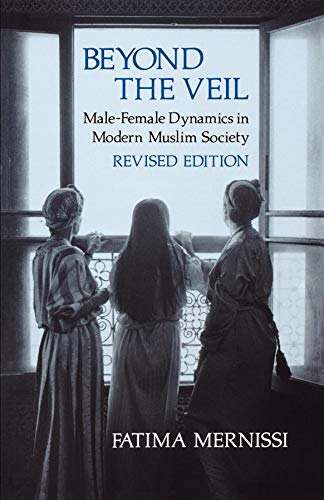 BEYOND
THE VEIL
Male-Female Dynamics in
Modern Muslim Society
REVISED EDITION
FATIMA MERNISSI